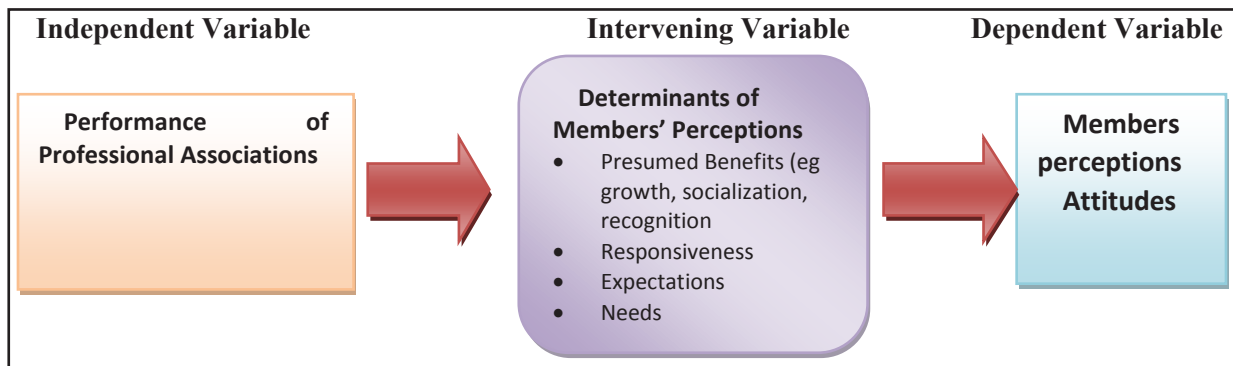 Independent Variable
Intervening Variable
Dependent Variable
Performance of
Professional Associations
Determinants of
Members’ Perceptions
• Presumed Benefits (eg
growth, socialization,
recognition
• Responsiveness
• Expectations
• Needs
Members
perceptions
Attitudes